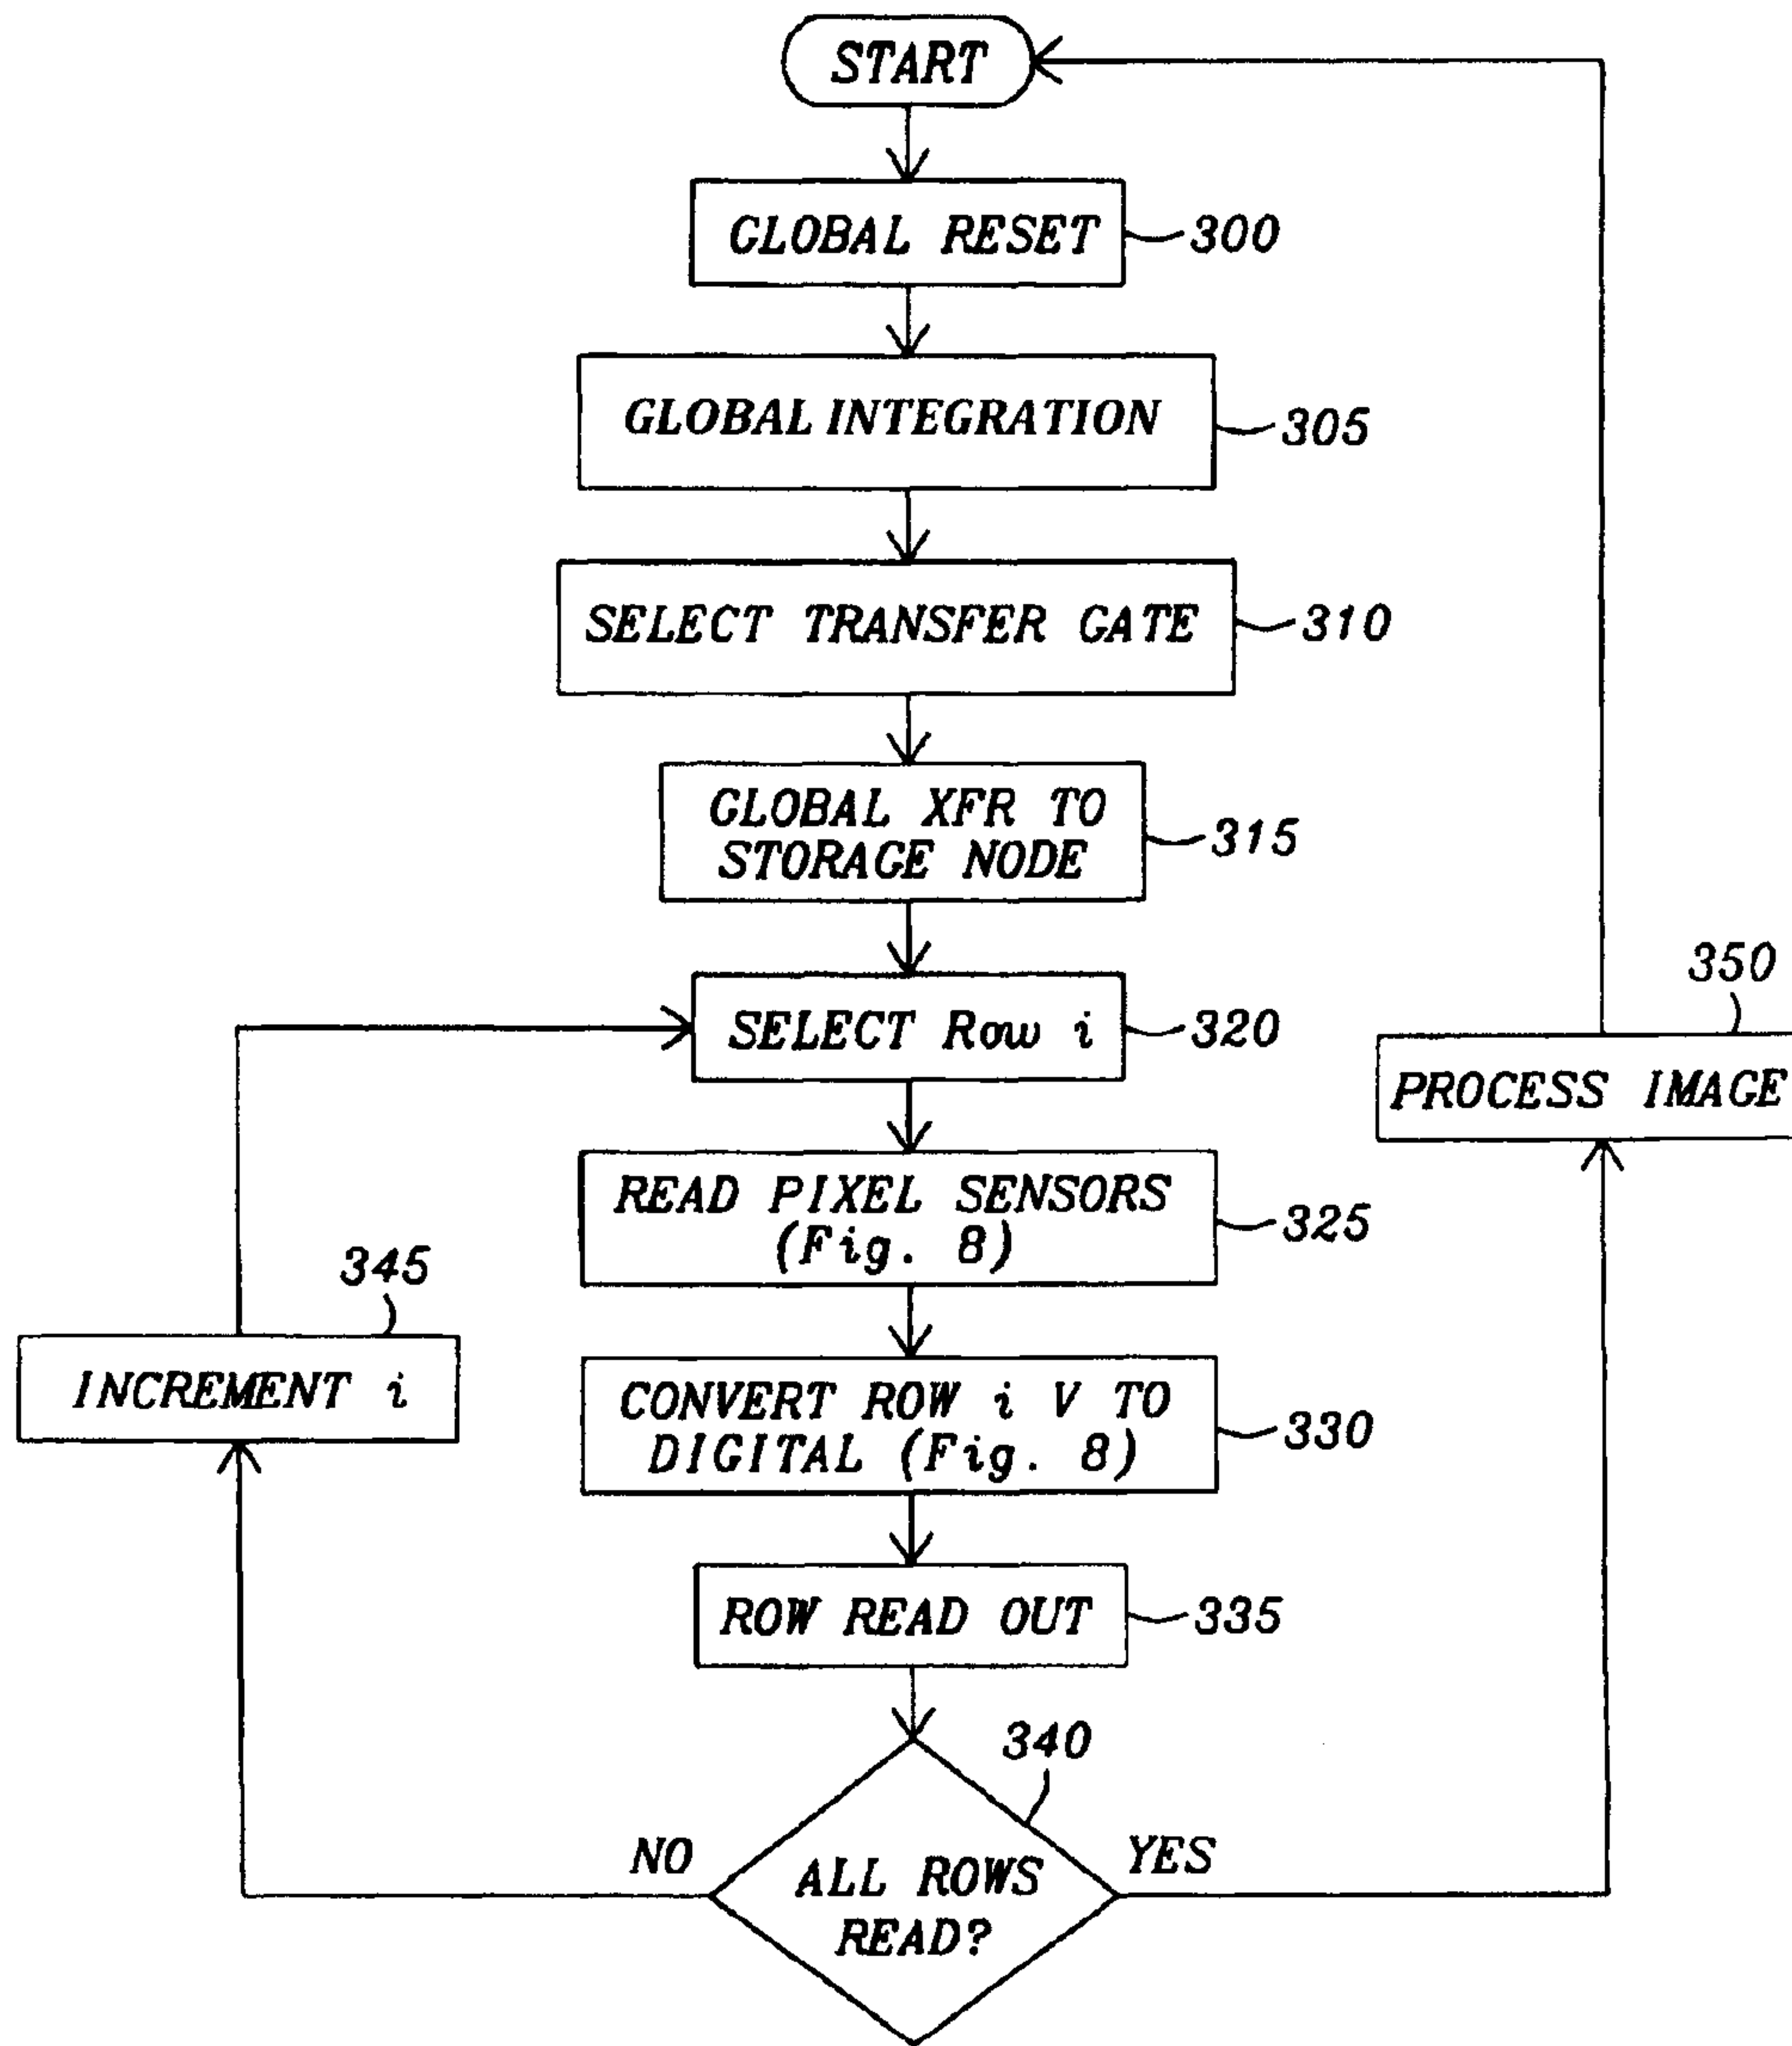 START
GLOBAL RESET
300
GLOBAL INTEGRATION
305
SELECT TRANSFER GATE
310
GLOBAL XFR TO
STORAGE NODE
315
SELECT Row i
320
350
PROCESS IMAGE
READ PIXEL SENSORS
(Fig. 8)
325
345
INCREMENT i
CONVERT ROW i V TO
DIGITAL (Fig. 8)
330
ROW READ OUT
335
340
NO
YES
ALL ROWS
READ?